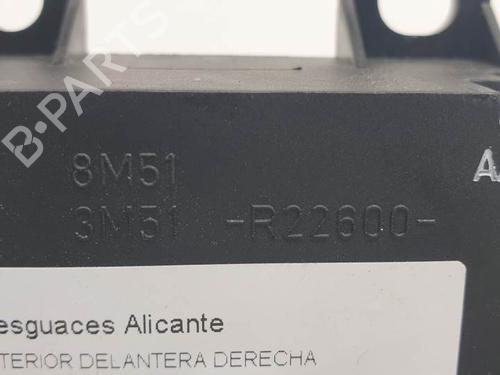 B-PARTS
8M51
3M51 -R22600-
esguaces Alicante
TERIOR DELANTERA DERECHA